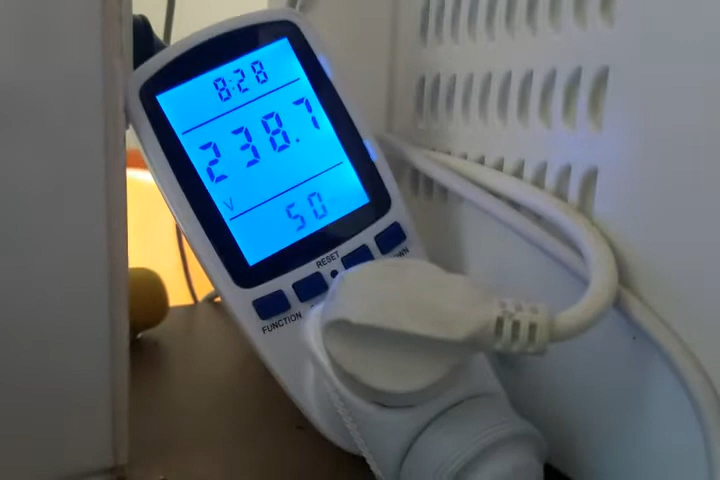 8:28
238.7
V
50
RESET
FUNCTION